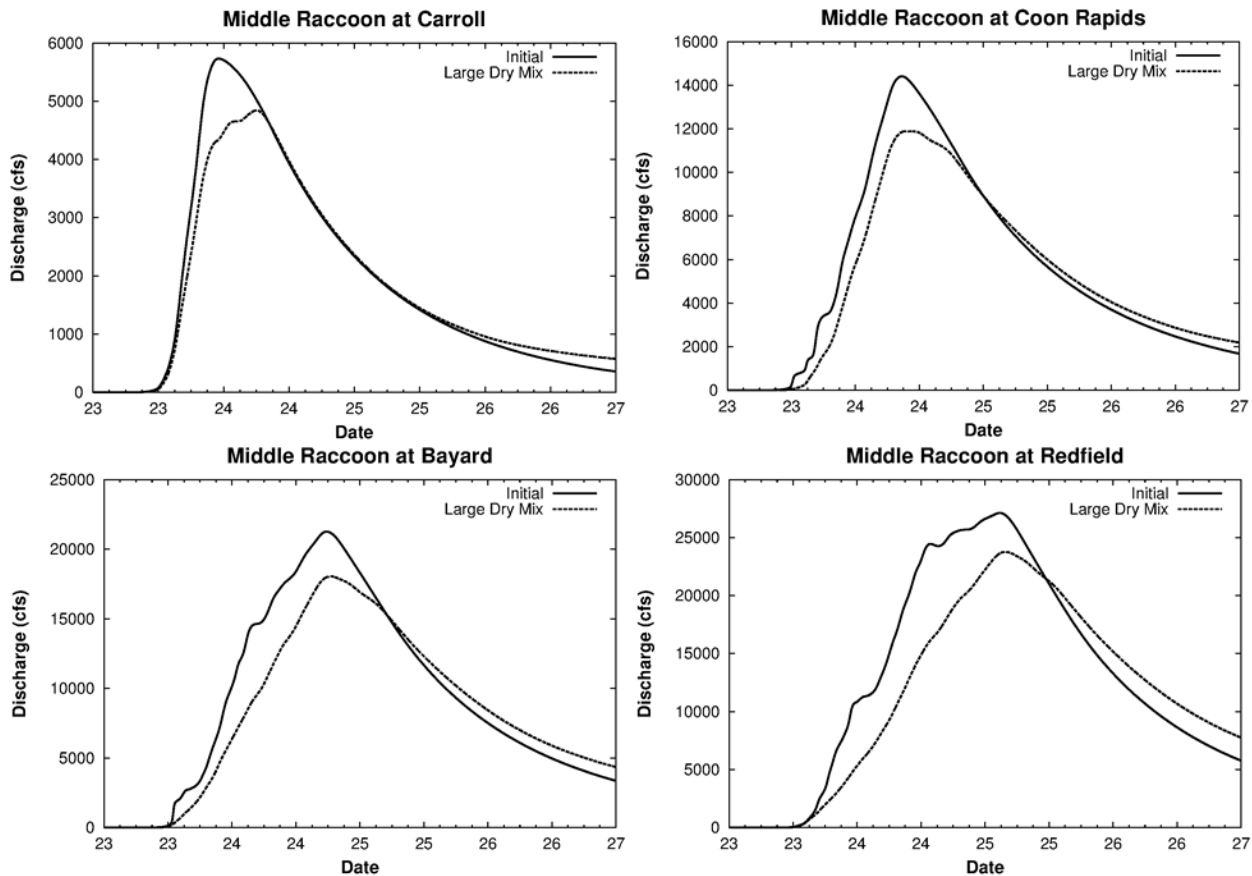 Middle Raccoon at Carroll
6000
5000
4000
3000
2000
1000
0
Discharge (cfs)
Initial
Large Dry Mix
23 23 24 24 25 25 26 26 27
Date
Middle Raccoon at Coon Rapids
16000
14000
12000
10000
8000
6000
4000
2000
0
Discharge (cfs)
Initial
Large Dry Mix
23 23 24 24 25 25 26 26 27
Date
Middle Raccoon at Bayard
25000
20000
15000
10000
5000
0
Discharge (cfs)
Initial
Large Dry Mix
23 23 24 24 25 25 26 26 27
Date
Middle Raccoon at Redfield
30000
25000
20000
15000
10000
5000
0
Discharge (cfs)
Initial
Large Dry Mix
23 23 24 24 25 25 26 26 27
Date